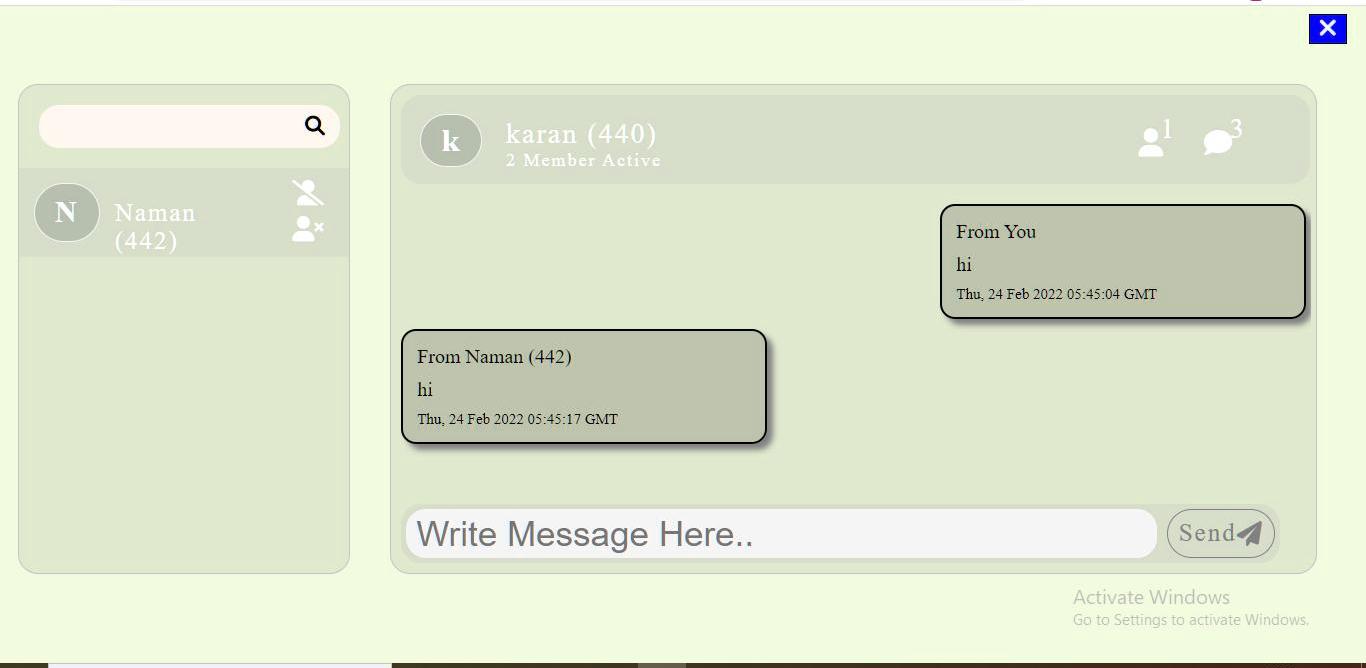 N
Naman
(442)
k
karan (440)
2 Member Active
1
3
From You
hi
Thu, 24 Feb 2022 05:45:04 GMT
From Naman (442)
hi
Thu, 24 Feb 2022 05:45:17 GMT
Write Message Here..
Send
Activate Windows
Go to Settings to activate Windows.